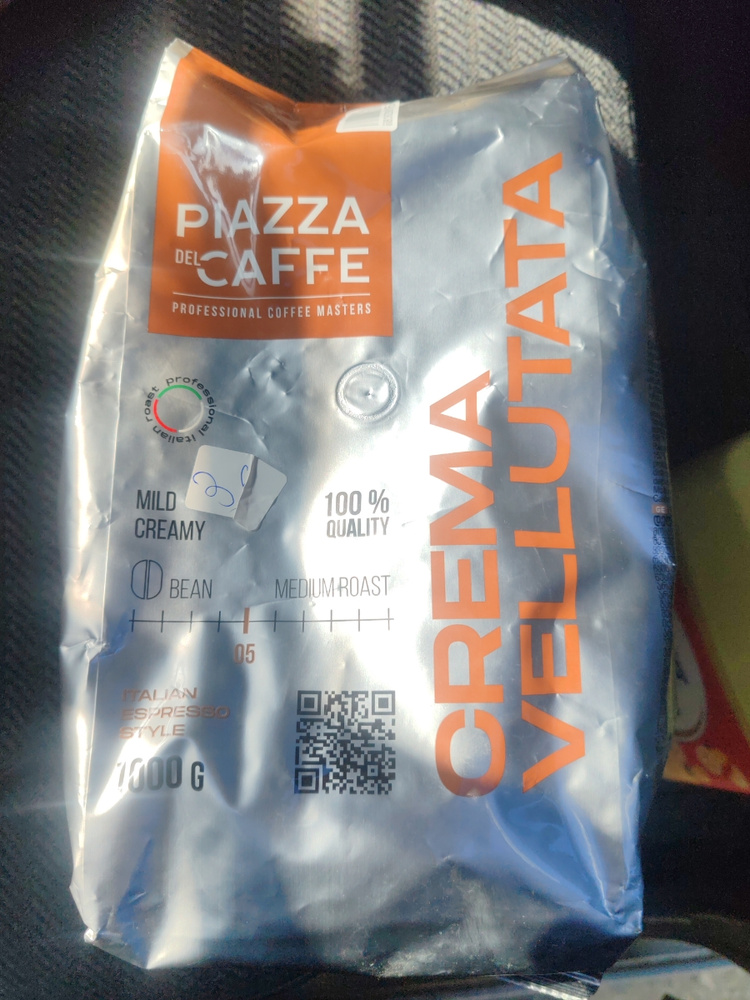 PIAZZA
DEL CAFFE
PROFESSIONAL COFFEE MASTERS
professional italian roast
MILD
CREAMY
100 %
QUALITY
BEAN
MEDIUM ROAST
05
ITALIAN
ESPRESSO
STYLE
1000 G
CREMA
VELLUTATA
GE